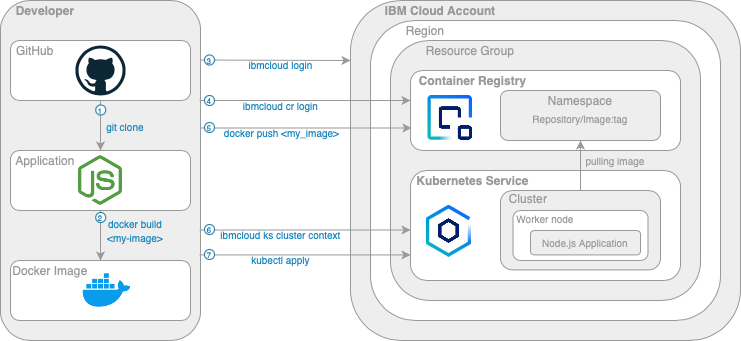 Developer
GitHub
1
git clone
Application
JS
2
docker build
<my-image>
Docker Image
3
ibmcloud login
4
ibmcloud cr login
5
docker push <my_image>
6
ibmcloud ks cluster context
7
kubectl apply
IBM Cloud Account
Region
Resource Group
Container Registry
Namespace
Repository/Image:tag
pulling image
Kubernetes Service
Cluster
Worker node
Node.js Application